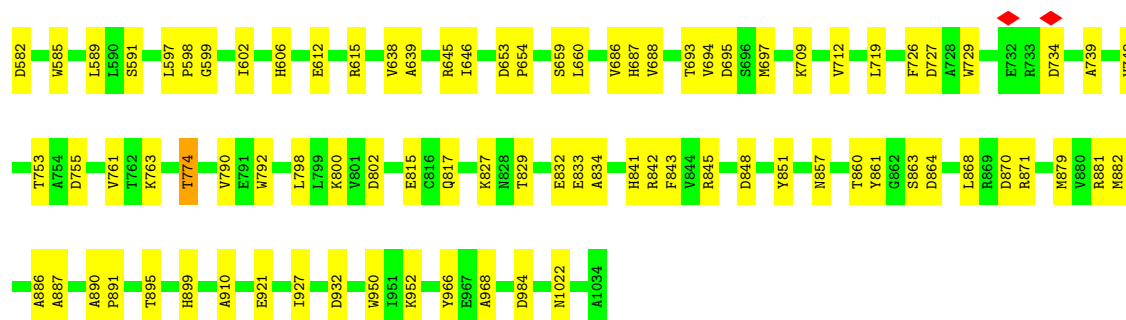 D582 W585 L589 L590 S591 L597 P598 G599 I602 H606 E612 R615 V638 A639 R645 I646 D653 P654 S659 L660 V686 H687 V688 T693 V694 D695 S696 M697 K709 V712 L719 F726 D727 A728 W729 E732 R733 D734 A739
T753 A754 D755 V761 T762 K763 T774 V790 E791 W792 L798 L799 K800 V801 D802 E815 C816 Q817 K827 N828 T829 E832 E833 A834 H841 R842 F843 V844 R845 D848 Y851 N857 T860 Y861 G862 S863 D864 L868 R869 D870 R871 M879 V880 R881 M882
A886 A887 A890 P891 T895 H899 A910 E921 I927 D932 W950 I951 K952 Y966 E967 A968 D984 N1022 A1034